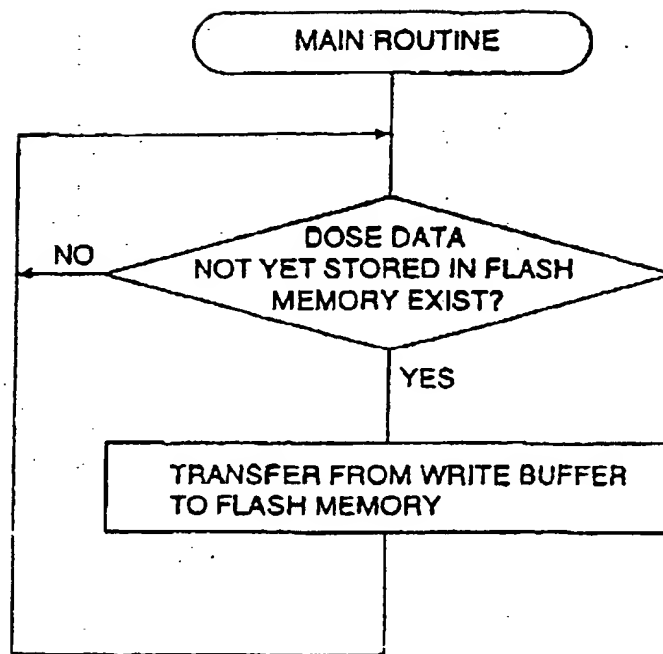 MAIN ROUTINE
DOSE DATA
NOT YET STORED IN FLASH
MEMORY EXIST?
NO
YES
TRANSFER FROM WRITE BUFFER
TO FLASH MEMORY